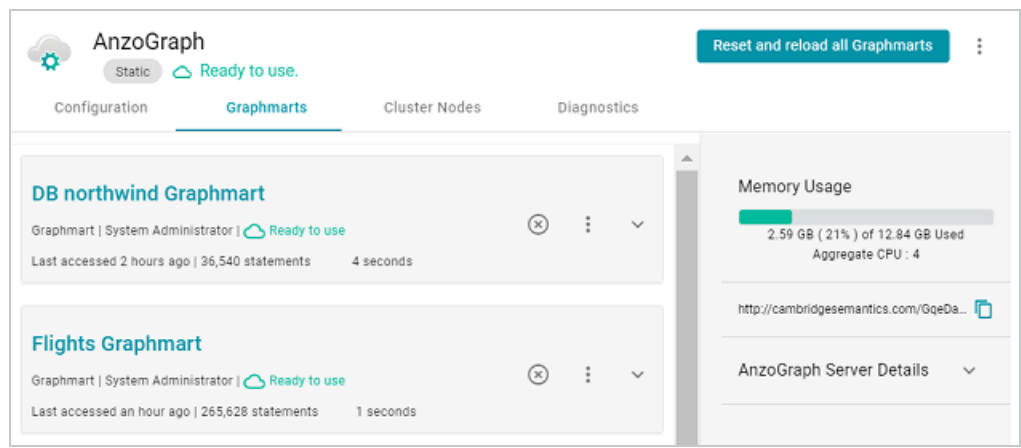 AnzoGraph
Reset and reload all Graphmarts
Static Ready to use.
Configuration Graphmarts Cluster Nodes Diagnostics
DB northwind Graphmart
Graphmart | System Administrator | Ready to use
Last accessed 2 hours ago | 36,540 statements 4 seconds
Flights Graphmart
Graphmart | System Administrator | Ready to use
Last accessed an hour ago | 265,628 statements 1 seconds
Memory Usage
2.59 GB ( 21% ) of 12.84 GB Used
Aggregate CPU : 4
http://cambridgesemantics.com/GqeDa...
AnzoGraph Server Details